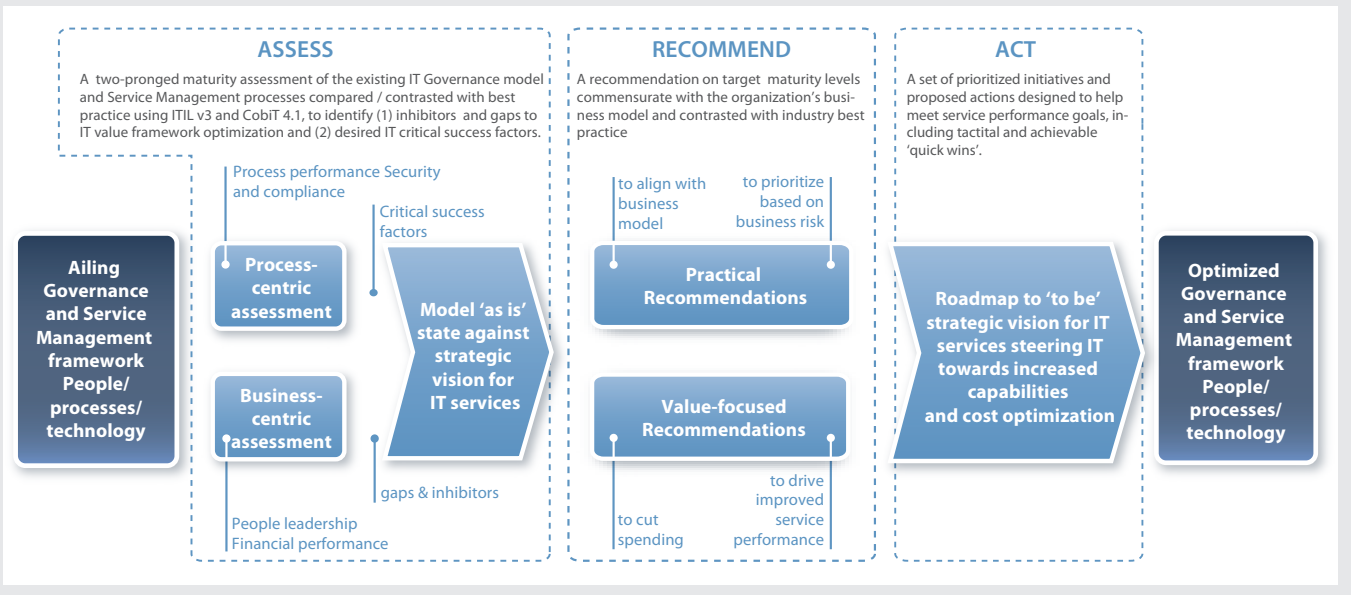 ASSESS
A two-pronged maturity assessment of the existing IT Governance model
and Service Management processes compared / contrasted with best
practice using ITIL v3 and CobiT 4.1, to identify (1) inhibitors and gaps to
IT value framework optimization and (2) desired IT critical success factors.
RECOMMEND
A recommendation on target maturity levels
commensurate with the organization's busi-
ness model and contrasted with industry best
practice
ACT
A set of prioritized initiatives and
proposed actions designed to help
meet service performance goals, in-
cluding tactital and achievable
'quick wins'.
Ailing
Governance
and Service
Management
framework
People/
processes/
technology
Process performance Security
and compliance
Critical success
factors
Process-
centric
assessment
Business-
centric
assessment
gaps & inhibitors
People leadership
Financial performance
Model 'as is'
state against
strategic
vision for
IT services
to align with
business
model
to prioritize
based on
business risk
Practical
Recommendations
Value-focused
Recommendations
to cut
spending
to drive
improved
service
performance
Roadmap to 'to be'
strategic vision for IT
services steering IT
towards increased
capabilities
and cost optimization
Optimized
Governance
and Service
Management
framework
People/
processes/
technology